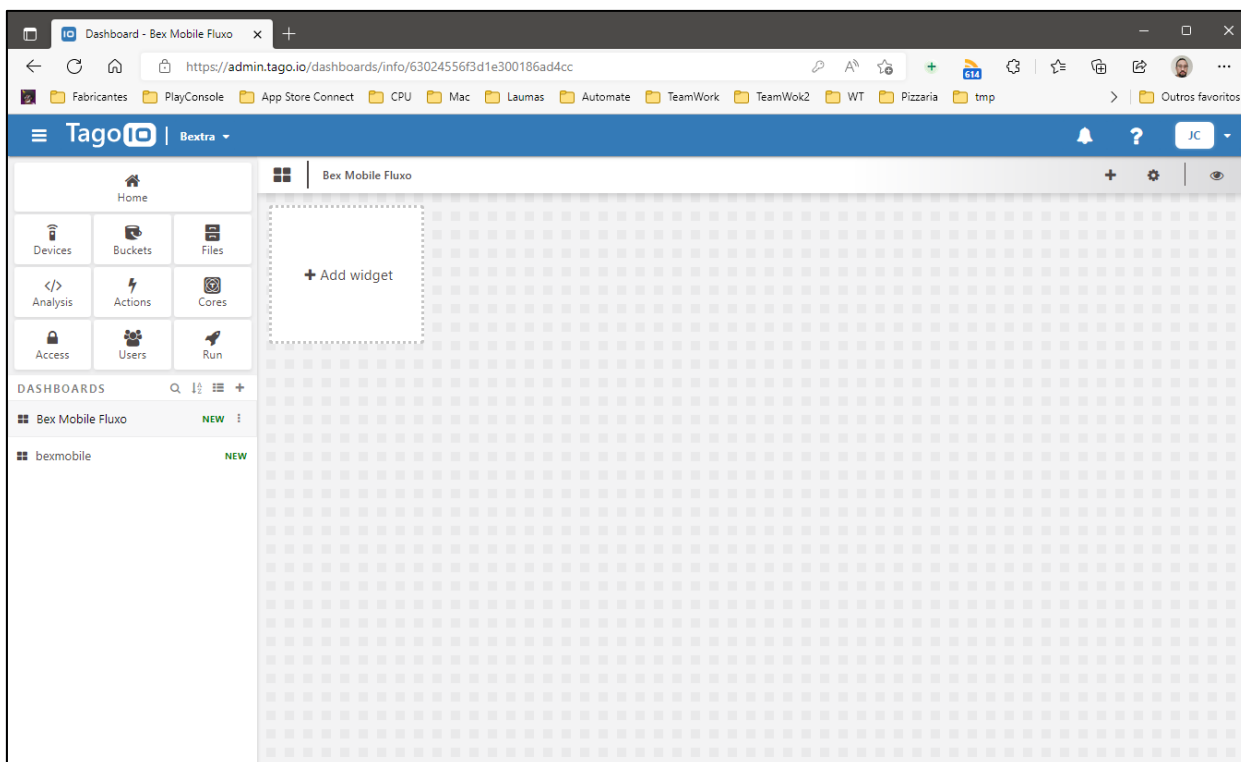 Dashboard - Bex Mobile Fluxo
https://admin.tago.io/dashboards/info/63024556f3d1e300186ad4cc
614
Fabricantes PlayConsole App Store Connect CPU Mac Laumas Automate TeamWork TeamWok2 WT Pizzaria tmp Outros favoritos
TagoIO | Bextra
? JC
Home
Bex Mobile Fluxo
Devices Buckets Files
+ Add widget
</>
Analysis Actions Cores
Access Users Run
DASHBOARDS
Bex Mobile Fluxo NEW
bexmobile NEW